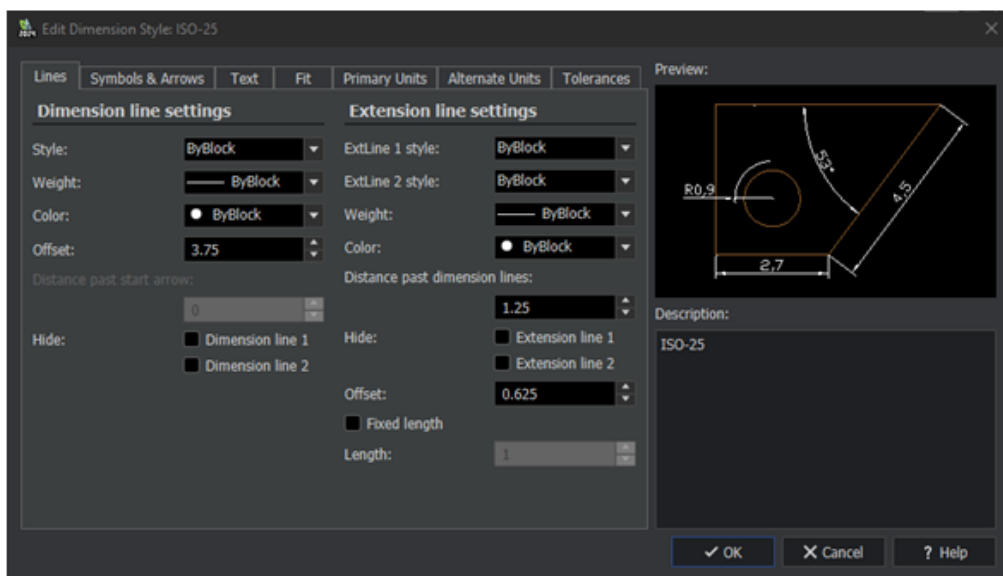 Edit Dimension Style: ISO-25
Lines Symbols & Arrows Text Fit Primary Units Alternate Units Tolerances
Dimension line settings
Style: ByBlock
Weight: ByBlock
Color: ByBlock
Offset: 3.75
Distance past start arrow:
0
Hide: Dimension line 1
Dimension line 2
Extension line settings
ExtLine 1 style: ByBlock
ExtLine 2 style: ByBlock
Weight: ByBlock
Color: ByBlock
Distance past dimension lines:
1.25
Hide: Extension line 1
Extension line 2
Offset: 0.625
Fixed length
Length: 1
Preview:
53°
R0,9
4,5
2,7
Description:
ISO-25
OK Cancel ? Help